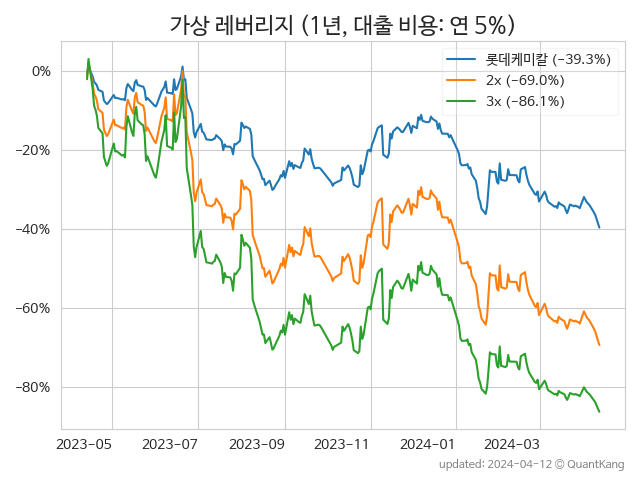 가상 레버리지 (1년, 대출 비용: 연 5%)
롯데케미칼 (−39.3%)
2x (−69.0%)
3x (−86.1%)
0%
−20%
−40%
−60%
−80%
2023-05 2023-07 2023-09 2023-11 2024-01 2024-03
updated: 2024-04-12 © QuantKang